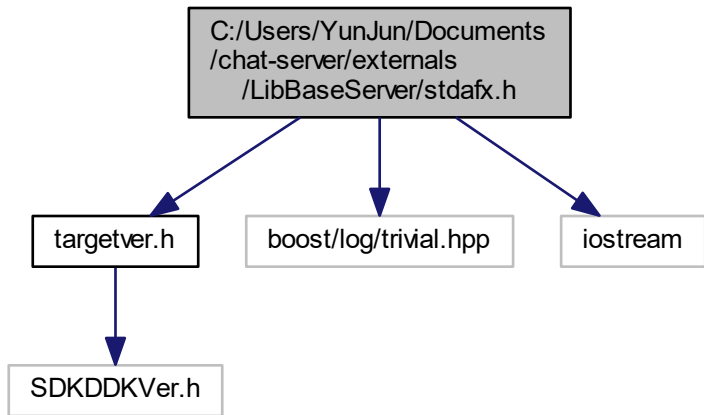 C:/Users/YunJun/Documents
/chat-server/externals
/LibBaseServer/stdafx.h
targetver.h
boost/log/trivial.hpp
iostream
SDKDDKVer.h